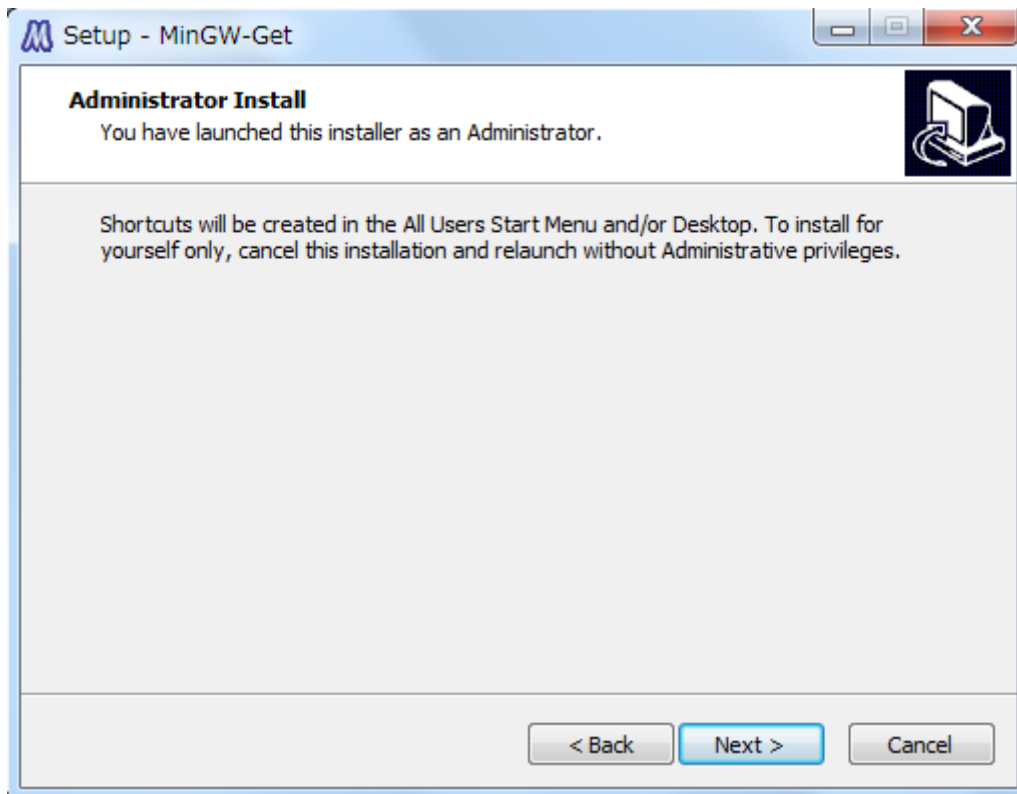 Setup - MinGW-Get
Administrator Install
You have launched this installer as an Administrator.
Shortcuts will be created in the All Users Start Menu and/or Desktop. To install for
yourself only, cancel this installation and relaunch without Administrative privileges.
< Back Next > Cancel